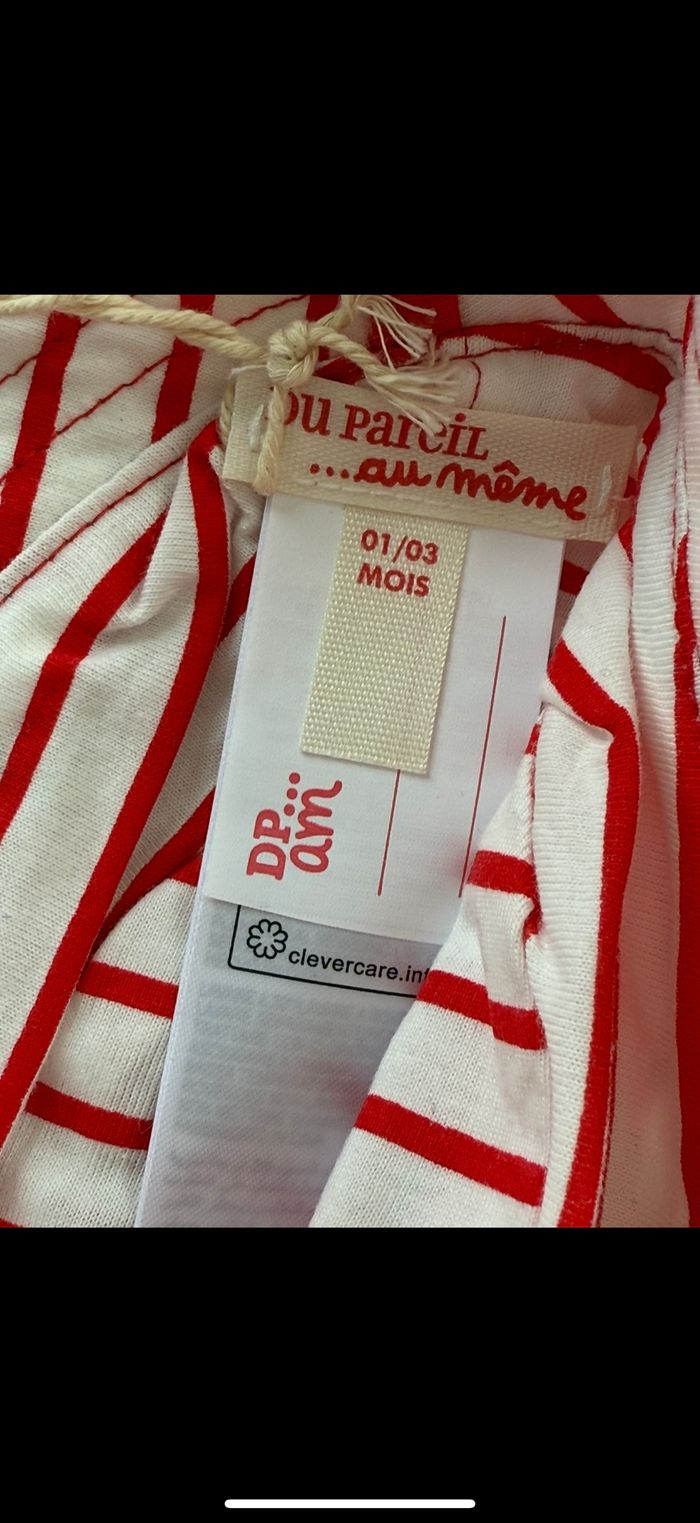 DU PAREIL
...au même
01/03
MOIS
DP...
am
clevercare.inf